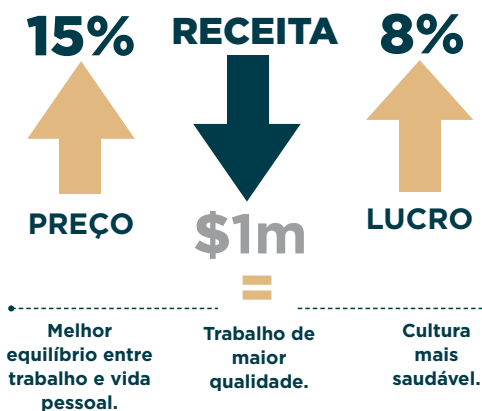 15%
RECEITA
8%
PREÇO
$1m
LUCRO
=
Melhor
equilíbrio entre
trabalho e vida
pessoal.
Trabalho de
maior
qualidade.
Cultura
mais
saudável.